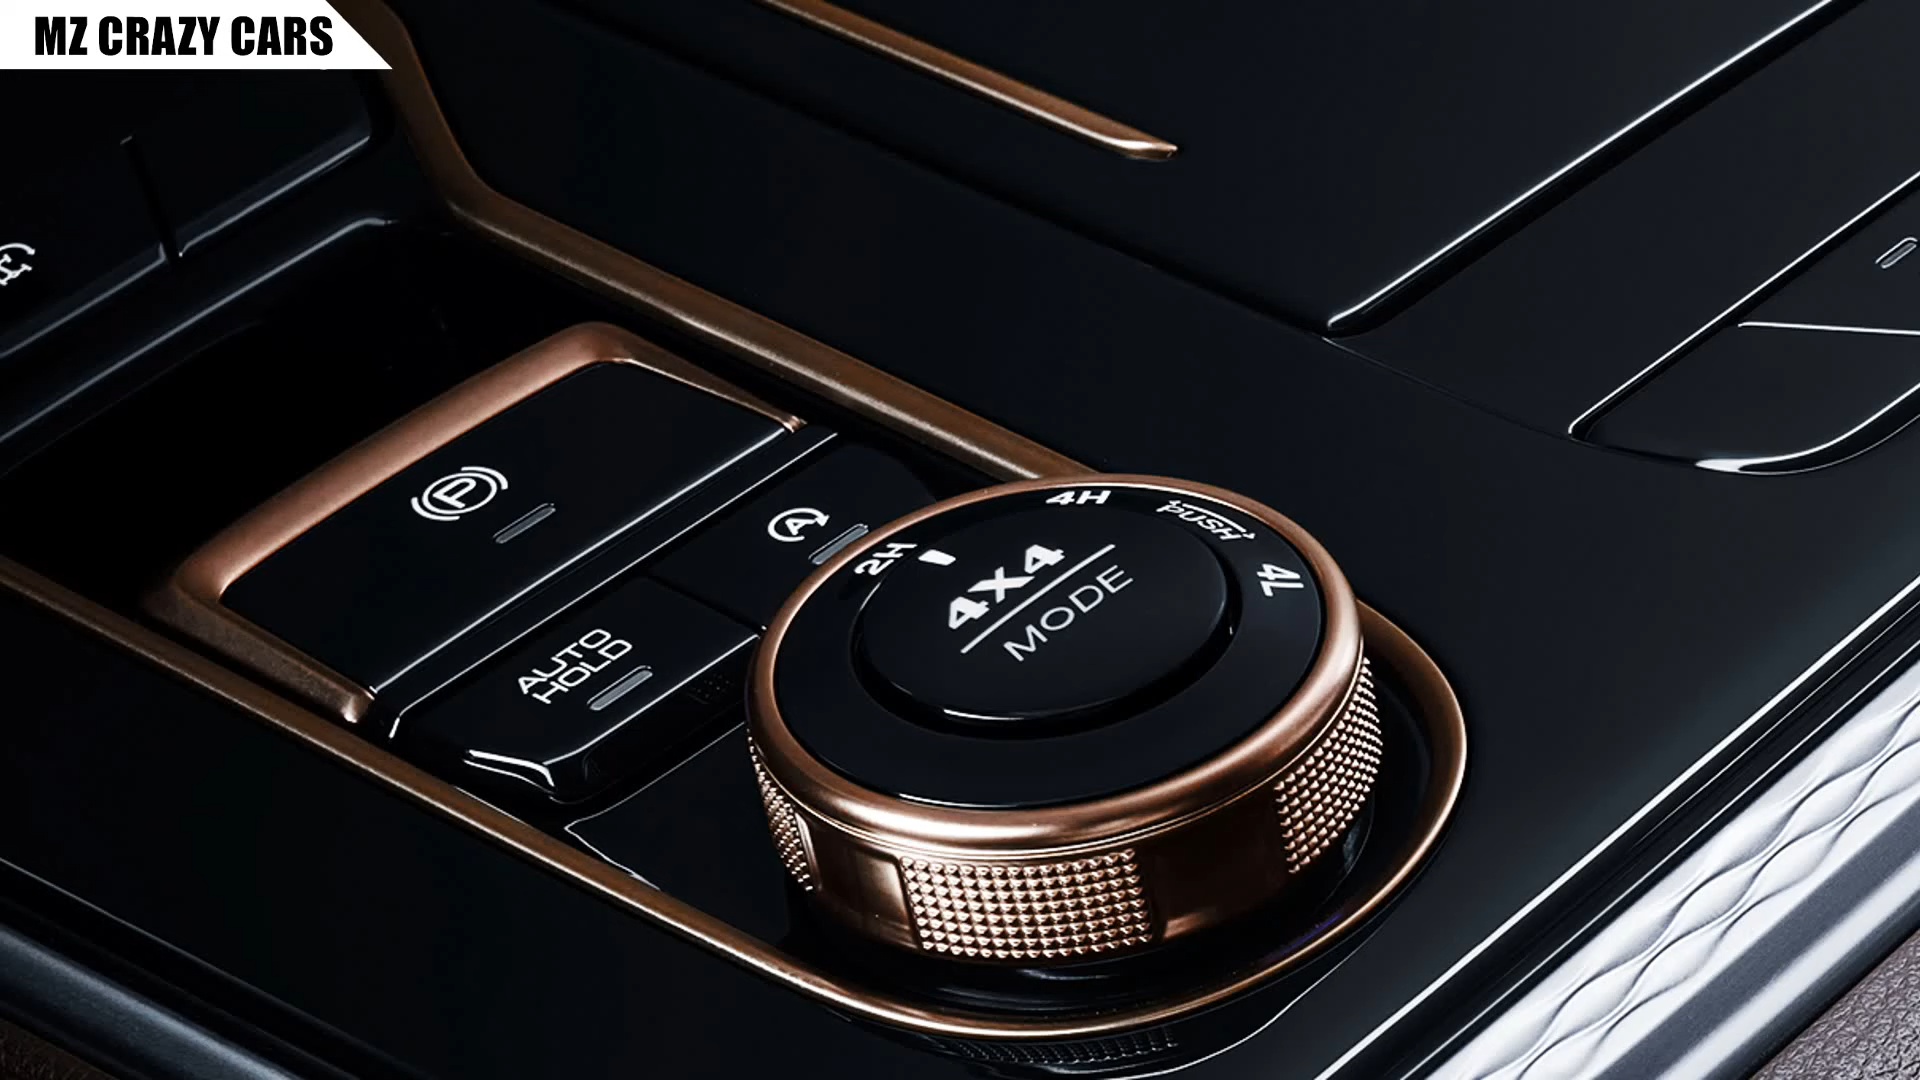 MZ CRAZY CARS
P
A
AUTO
HOLD
2H
4H
PUSH
4L
4X4
MODE